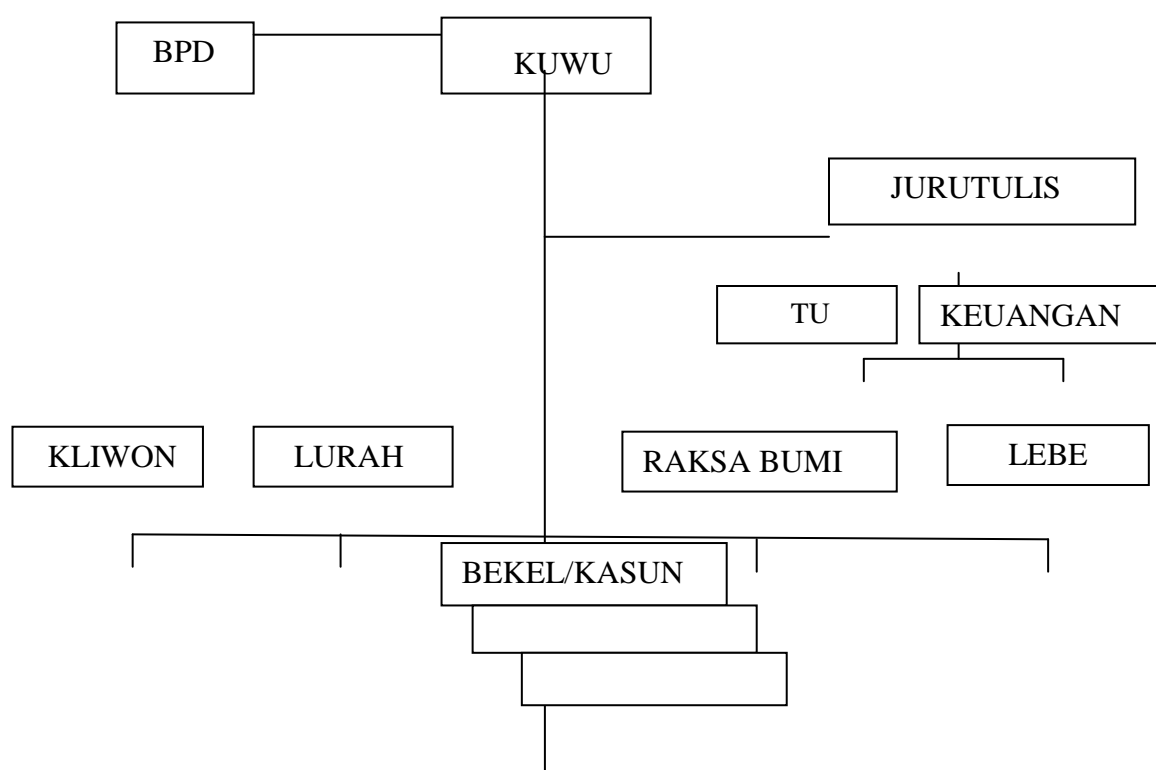 BPD
KUWU
JURUTULIS
TU
KEUANGAN
KLIWON
LURAH
RAKSA BUMI
LEBE
BEKEL/KASUN